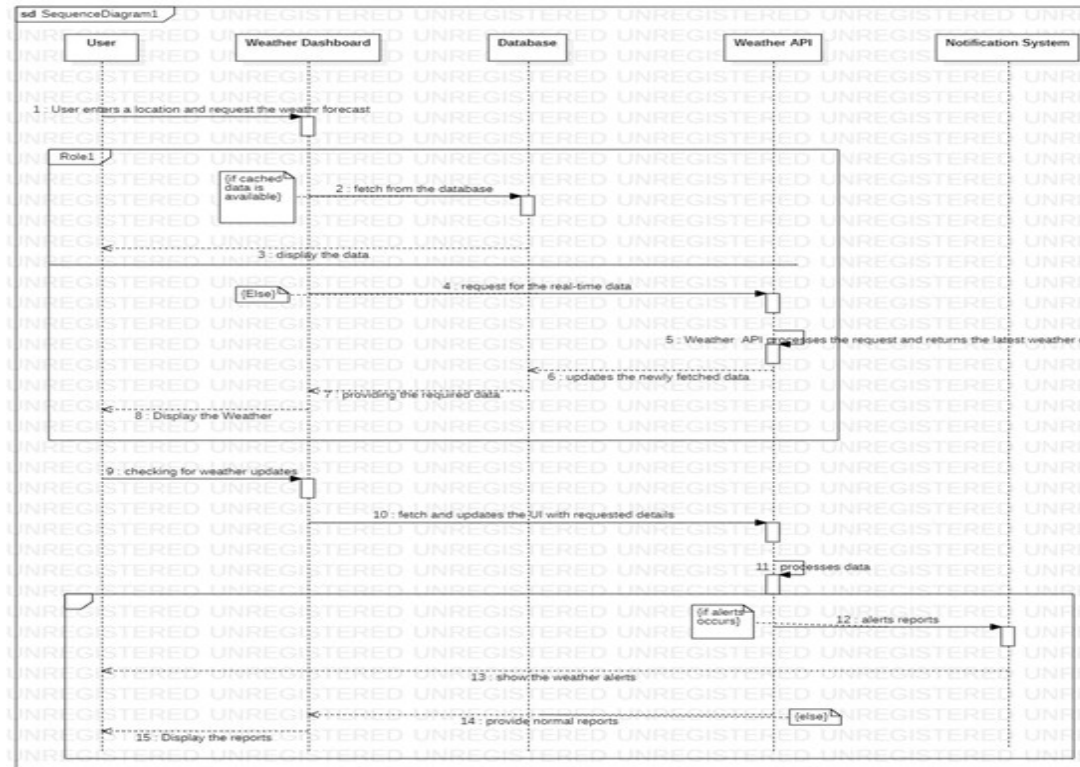 sd SequenceDiagram1
User
Weather Dashboard
Database
Weather API
Notification System
1 : User enters a location and request the weather forecast
Role1
{if cached
data is
available}
2 : fetch from the database
3 : display the data
{Else}
4 : request for the real-time data
5 : Weather API processes the request and returns the latest weather
6 : updates the newly fetched data
7 : providing the required data
8 : Display the Weather
9 : checking for weather updates
10 : fetch and updates the UI with requested details
11 : processes data
{if alerts
occurs}
12 : alerts reports
13 : show the weather alerts
{else}
14 : provide normal reports
15 : Display the reports
UNREGISTERED